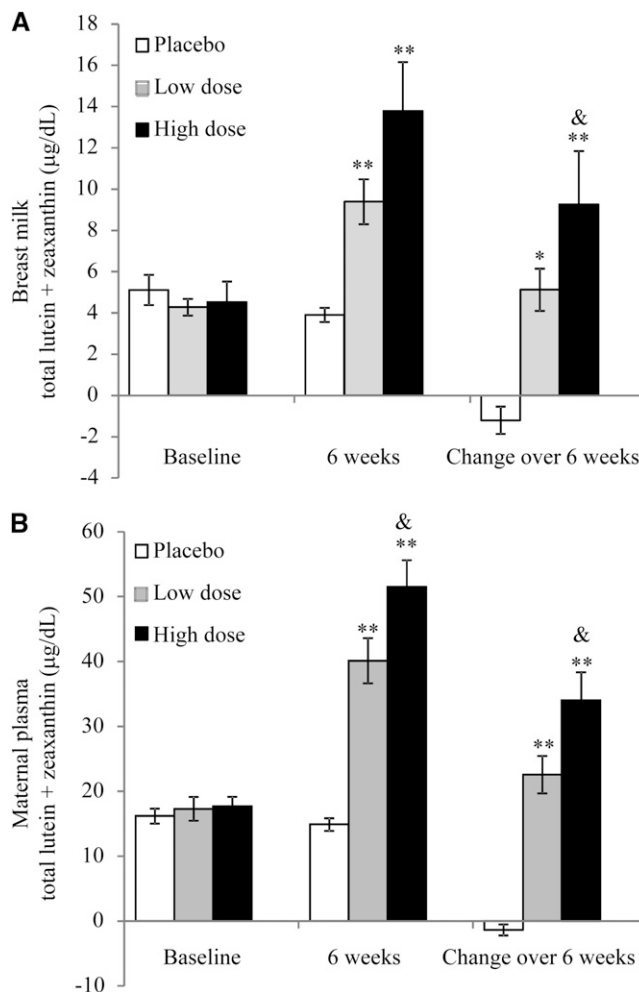 A
Breast milk
total lutein + zeaxanthin (µg/dL)
18
16
14
12
10
8
6
4
2
0
-2
-4
Placebo
Low dose
High dose
**
**
&
**
*
Baseline
6 weeks
Change over 6 weeks
B
Maternal plasma
total lutein + zeaxanthin (µg/dL)
60
50
40
30
20
10
0
-10
Placebo
Low dose
High dose
&
**
**
&
**
**
Baseline
6 weeks
Change over 6 weeks